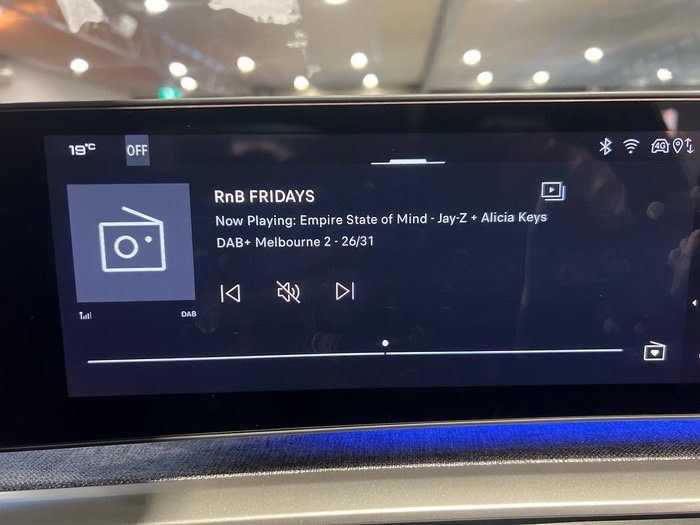 19°C OFF 4G
RnB FRIDAYS
Now Playing: Empire State of Mind - Jay-Z + Alicia Keys
DAB+ Melbourne 2 - 26/31
DAB